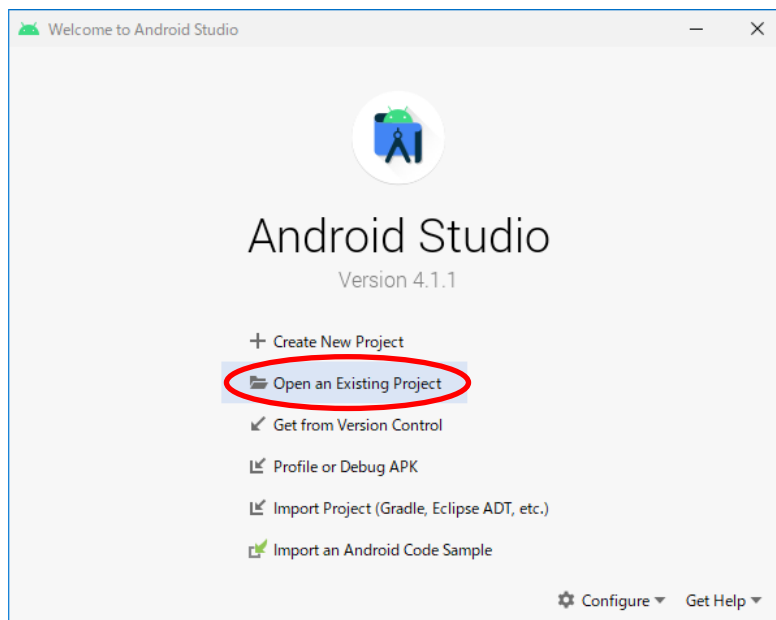 Welcome to Android Studio
Android Studio
Version 4.1.1
Create New Project
Open an Existing Project
Get from Version Control
Profile or Debug APK
Import Project (Gradle, Eclipse ADT, etc.)
Import an Android Code Sample
Configure Get Help